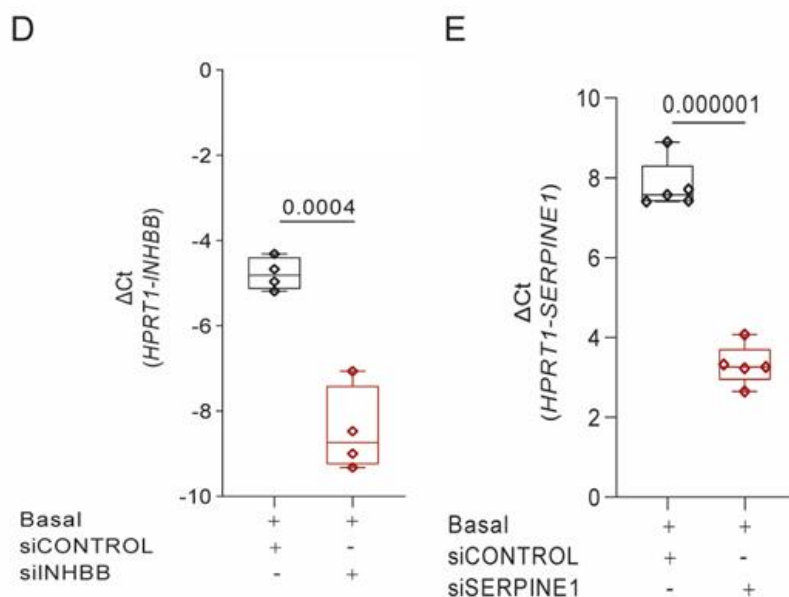 D
0
-2
-4
-6
-8
-10
ΔCt
(HPRT1-INHBB)
0.0004
Basal + +
siCONTROL + -
siINHBB - +
E
10
8
6
4
2
0
ΔCt
(HPRT1-SERPINE1)
0.000001
Basal + +
siCONTROL + -
siSERPINE1 - +